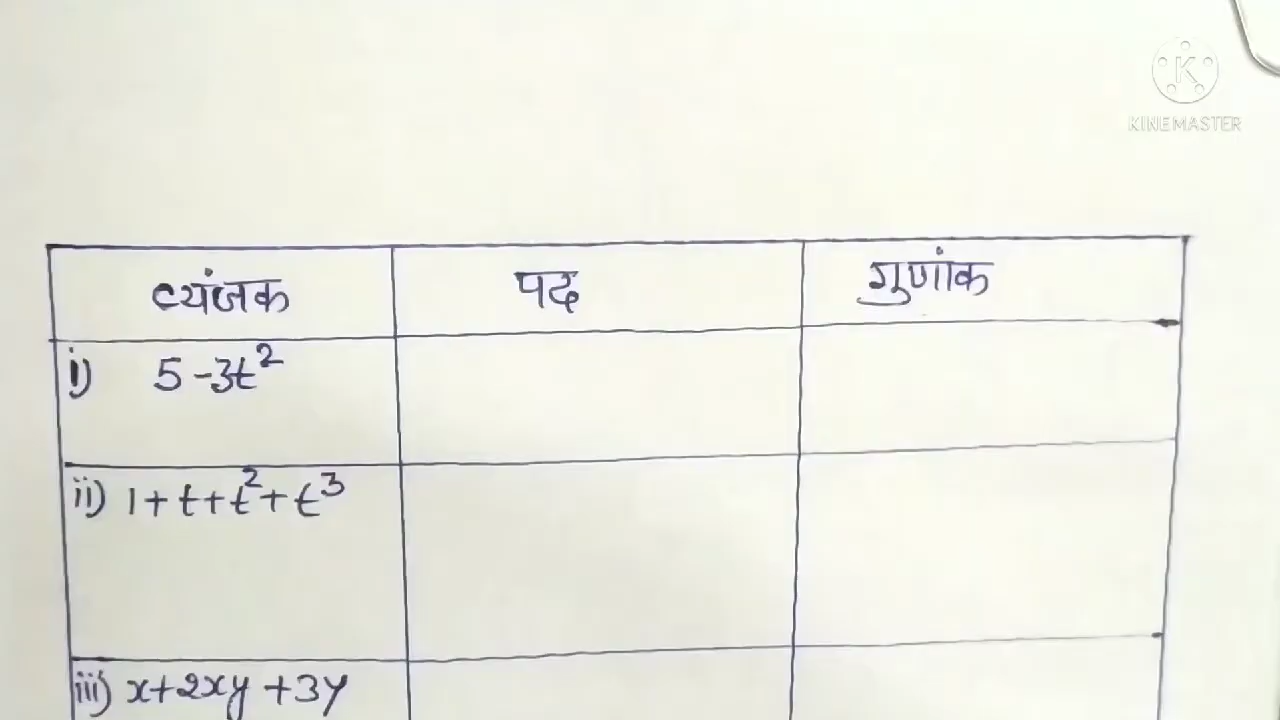 KINEMASTER
व्यंजक पद गुणांक
i) 5-3t²
ii) 1+t+t²+t³
iii) x+2xy+3y